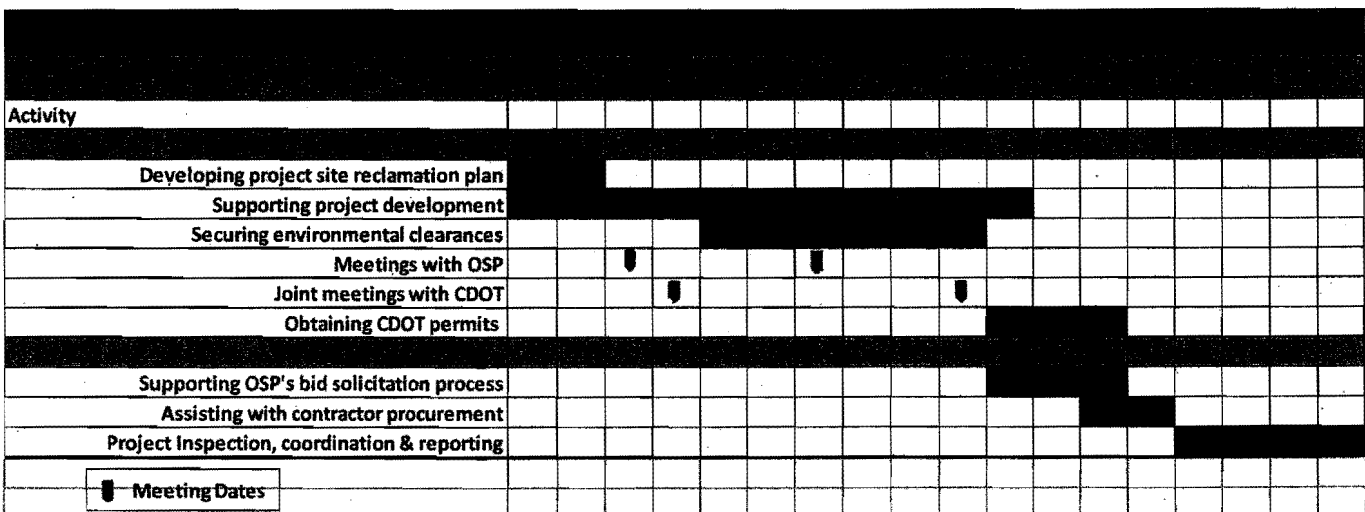 Activity
Developing project site reclamation plan
Supporting project development
Securing environmental clearances
Meetings with OSP
Joint meetings with CDOT
Obtaining CDOT permits
Supporting OSP's bid solicitation process
Assisting with contractor procurement
Project Inspection, coordination & reporting
Meeting Dates